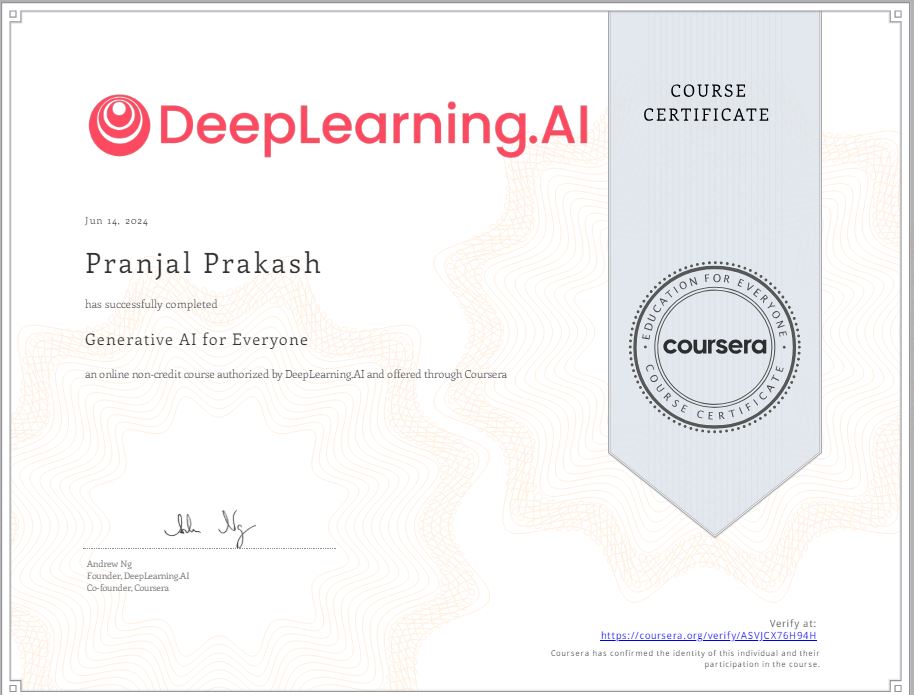 DeepLearning.AI
COURSE
CERTIFICATE
Jun 14, 2024
Pranjal Prakash
has successfully completed
Generative AI for Everyone
an online non-credit course authorized by DeepLearning.AI and offered through Coursera
EDUCATION FOR EVERYONE
coursera
COURSE CERTIFICATE
Andrew Ng
Founder, DeepLearning.AI
Co-founder, Coursera
Verify at:
https://coursera.org/verify/ASVJCX76H94H
Coursera has confirmed the identity of this individual and their
participation in the course.